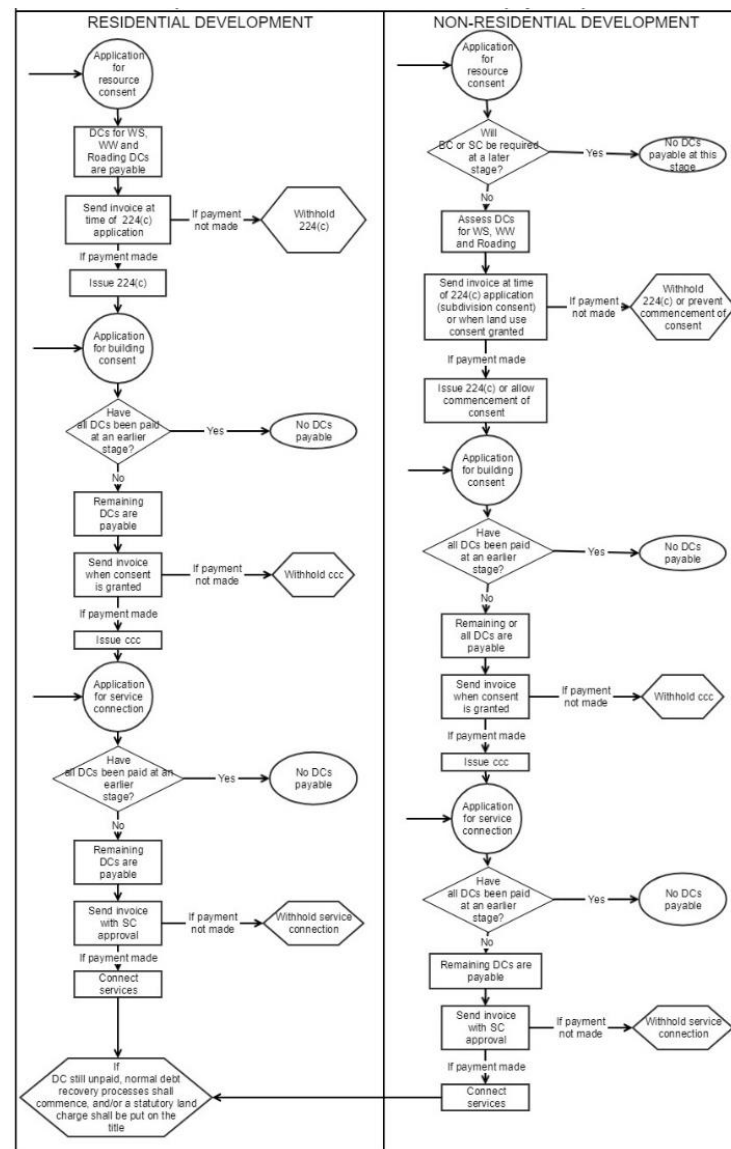 RESIDENTIAL DEVELOPMENT
Application
for
resource
consent
DCs for WS,
WW and
Roading DCs
are payable
Send invoice at
time of 224(c)
application
If payment
not made
Withhold
224(c)
If payment made
Issue 224(c)
Application
for building
consent
Have
all DCs been paid
at an earlier
stage?
Yes
No DCs
payable
No
Remaining
DCs are
payable
Send invoice
when consent
is granted
If payment
not made
Withhold ccc
If payment made
Issue ccc
Application
for service
connection
Have
all DCs been paid at an
earlier
stage?
Yes
No DCs
payable
No
Remaining
DCs are
payable
Send invoice
with SC
approval
If payment
not made
Withhold service
connection
If payment made
Connect
services
If
DC still unpaid, normal debt
recovery processes shall
commence, and/or a statutory land
charge shall be put on the
title
NON-RESIDENTIAL DEVELOPMENT
Application
for
resource
consent
Will
BC or SC be required
at a later
stage?
Yes
No DCs
payable at this
stage
No
Assess DCs
for WS, WW
and Roading
Send invoice at time
of 224(c) application
(subdivision consent)
or when land use
consent granted
If payment
not made
Withhold
224(c) or prevent
commencement of
consent
If payment made
Issue 224(c) or allow
commencement of
consent
Application
for building
consent
Have
all DCs been paid
at an earlier
stage?
Yes
No DCs
payable
No
Remaining or
all DCs are
payable
Send invoice
when consent
is granted
If payment
not made
Withhold ccc
If payment made
Issue ccc
Application
for service
connection
Have
all DCs been paid
at an earlier
stage?
Yes
No DCs
payable
No
Remaining DCs are
payable
Send invoice
with SC
approval
If payment
not made
Withhold service
connection
If payment made
Connect
services